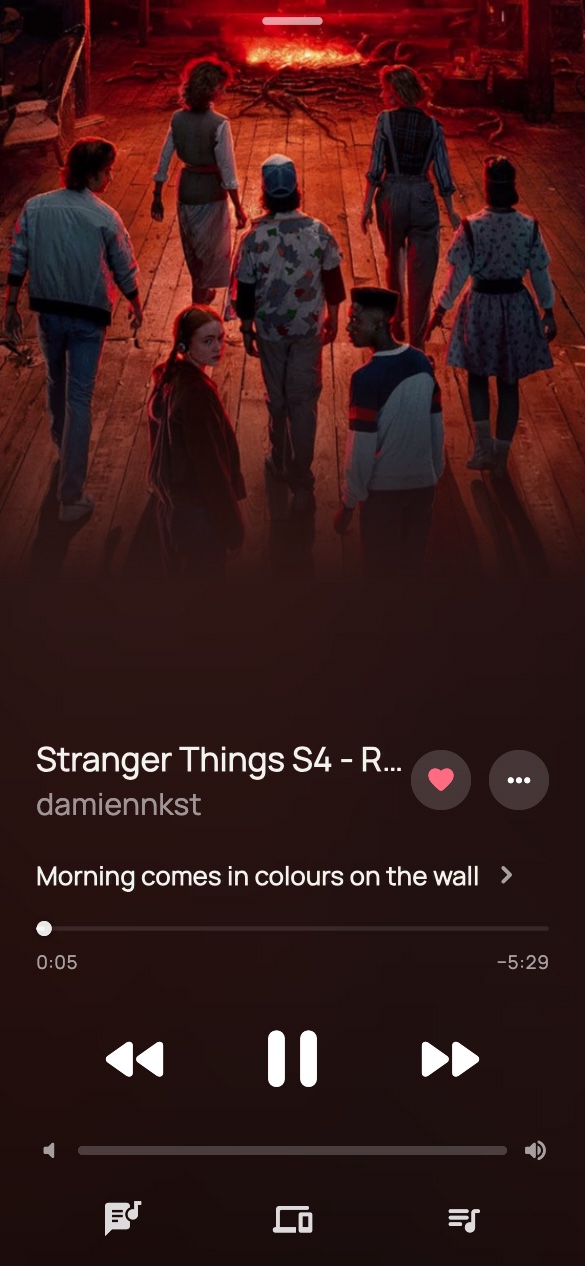 Stranger Things S4 - R...
damiennkst
Morning comes in colours on the wall
0:05
−5:29